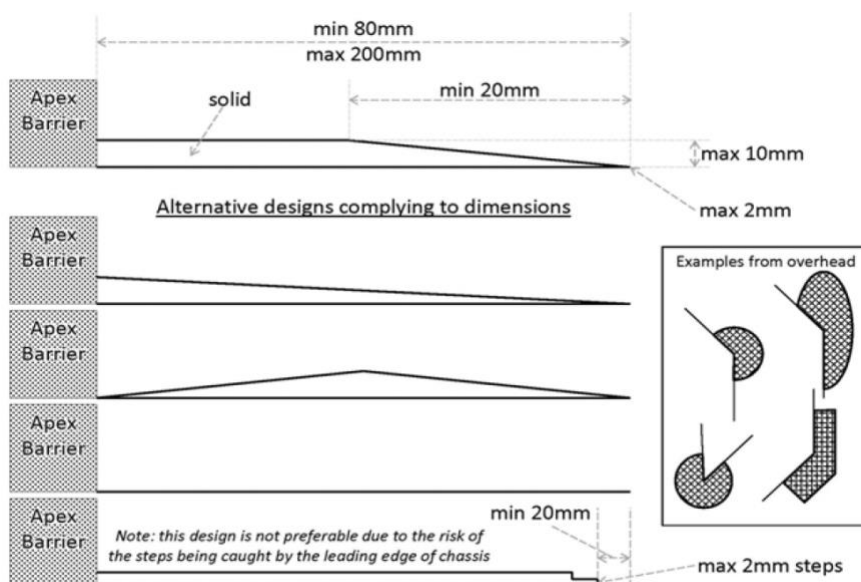 min 80mm
max 200mm
min 20mm
Apex
Barrier
solid
max 10mm
max 2mm
Alternative designs complying to dimensions
Apex
Barrier
Apex
Barrier
Apex
Barrier
Apex
Barrier
Examples from overhead
min 20mm
Note: this design is not preferable due to the risk of
the steps being caught by the leading edge of chassis
max 2mm steps